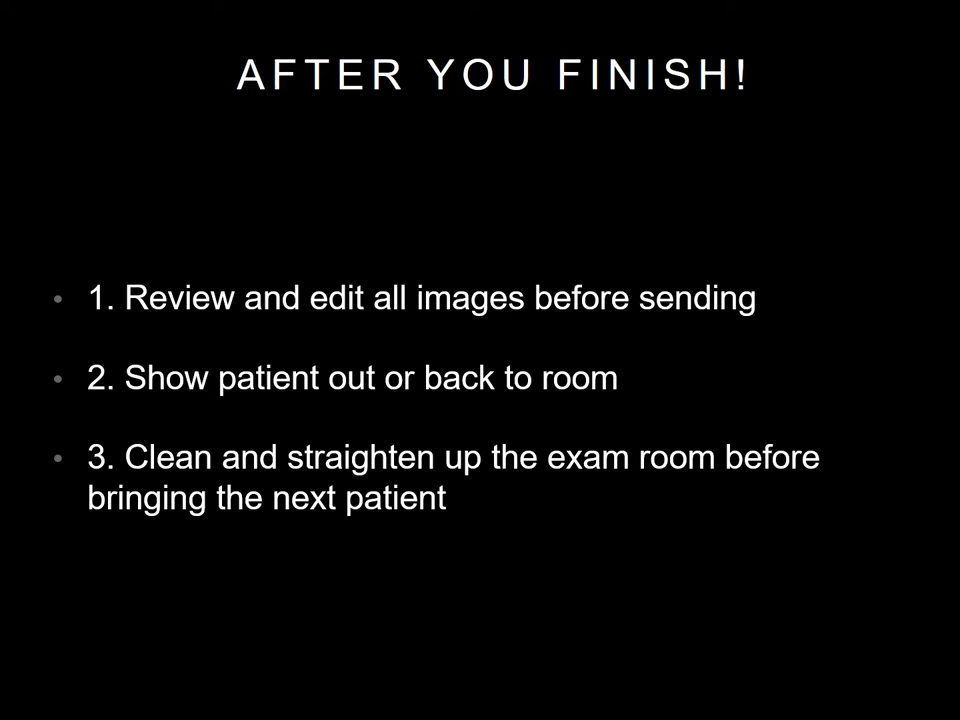 AFTER YOU FINISH!
• 1. Review and edit all images before sending
• 2. Show patient out or back to room
• 3. Clean and straighten up the exam room before
bringing the next patient